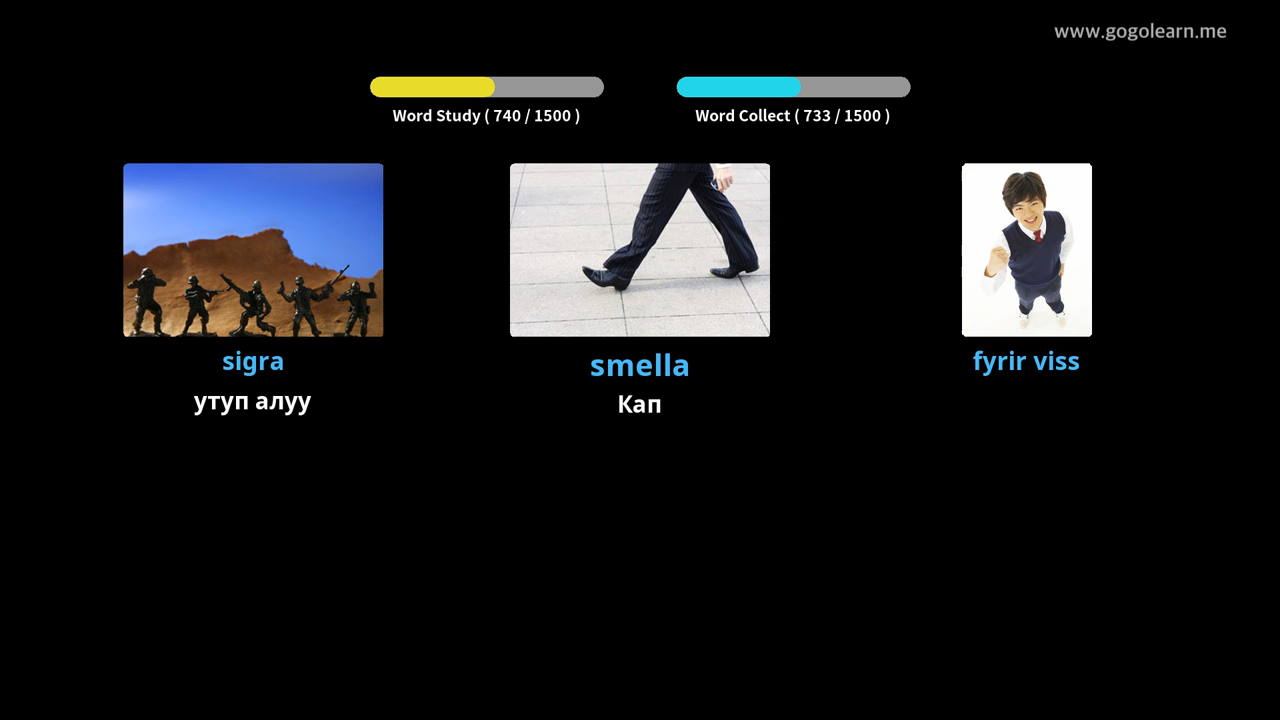 www.gogolearn.me
Word Study ( 740 / 1500 )
Word Collect ( 733 / 1500 )
sigra
утуп алуу
smella
Кап
fyrir viss